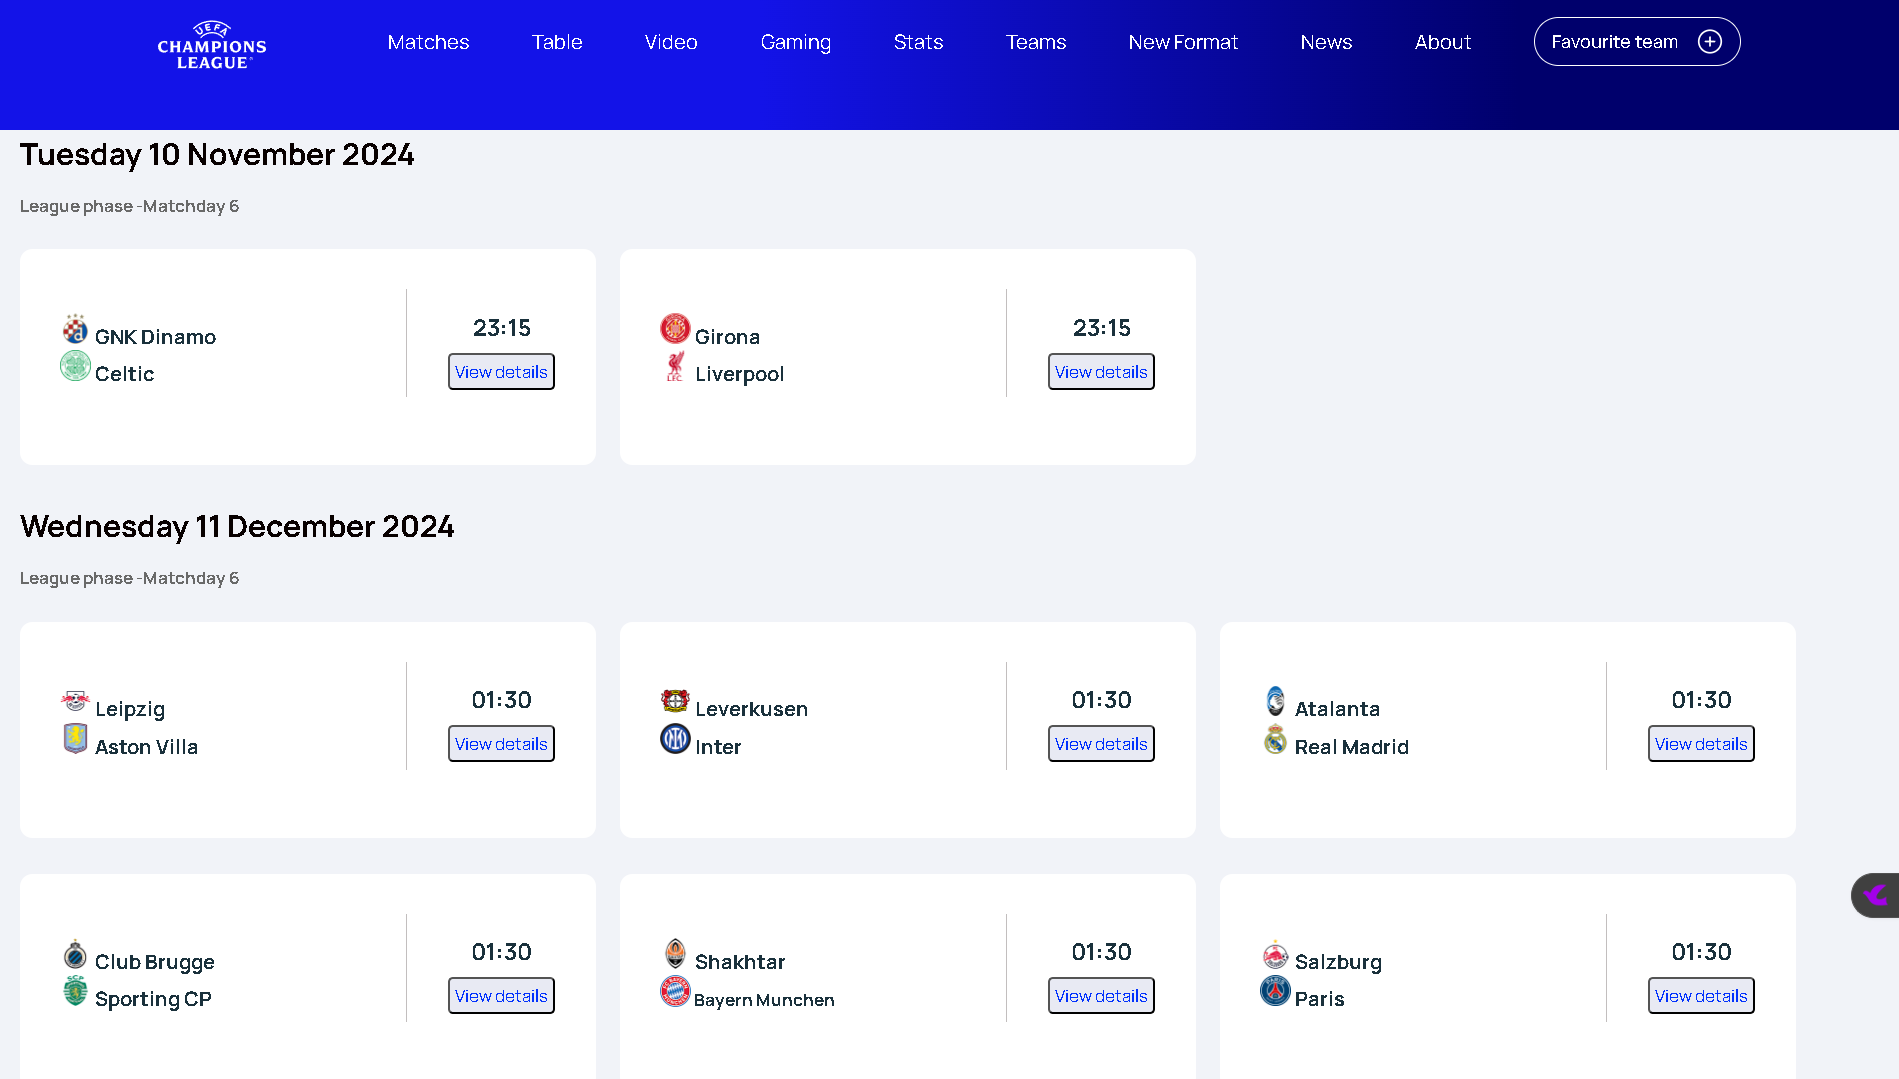 UEFA
CHAMPIONS
LEAGUE
Matches Table Video Gaming Stats Teams New Format News About Favourite team
Tuesday 10 November 2024
League phase -Matchday 6
GNK Dinamo
Celtic
23:15
View details
Girona
Liverpool
23:15
View details
Wednesday 11 December 2024
League phase -Matchday 6
Leipzig
Aston Villa
01:30
View details
Leverkusen
Inter
01:30
View details
Atalanta
Real Madrid
01:30
View details
Club Brugge
Sporting CP
01:30
View details
Shakhtar
Bayern Munchen
01:30
View details
Salzburg
Paris
01:30
View details